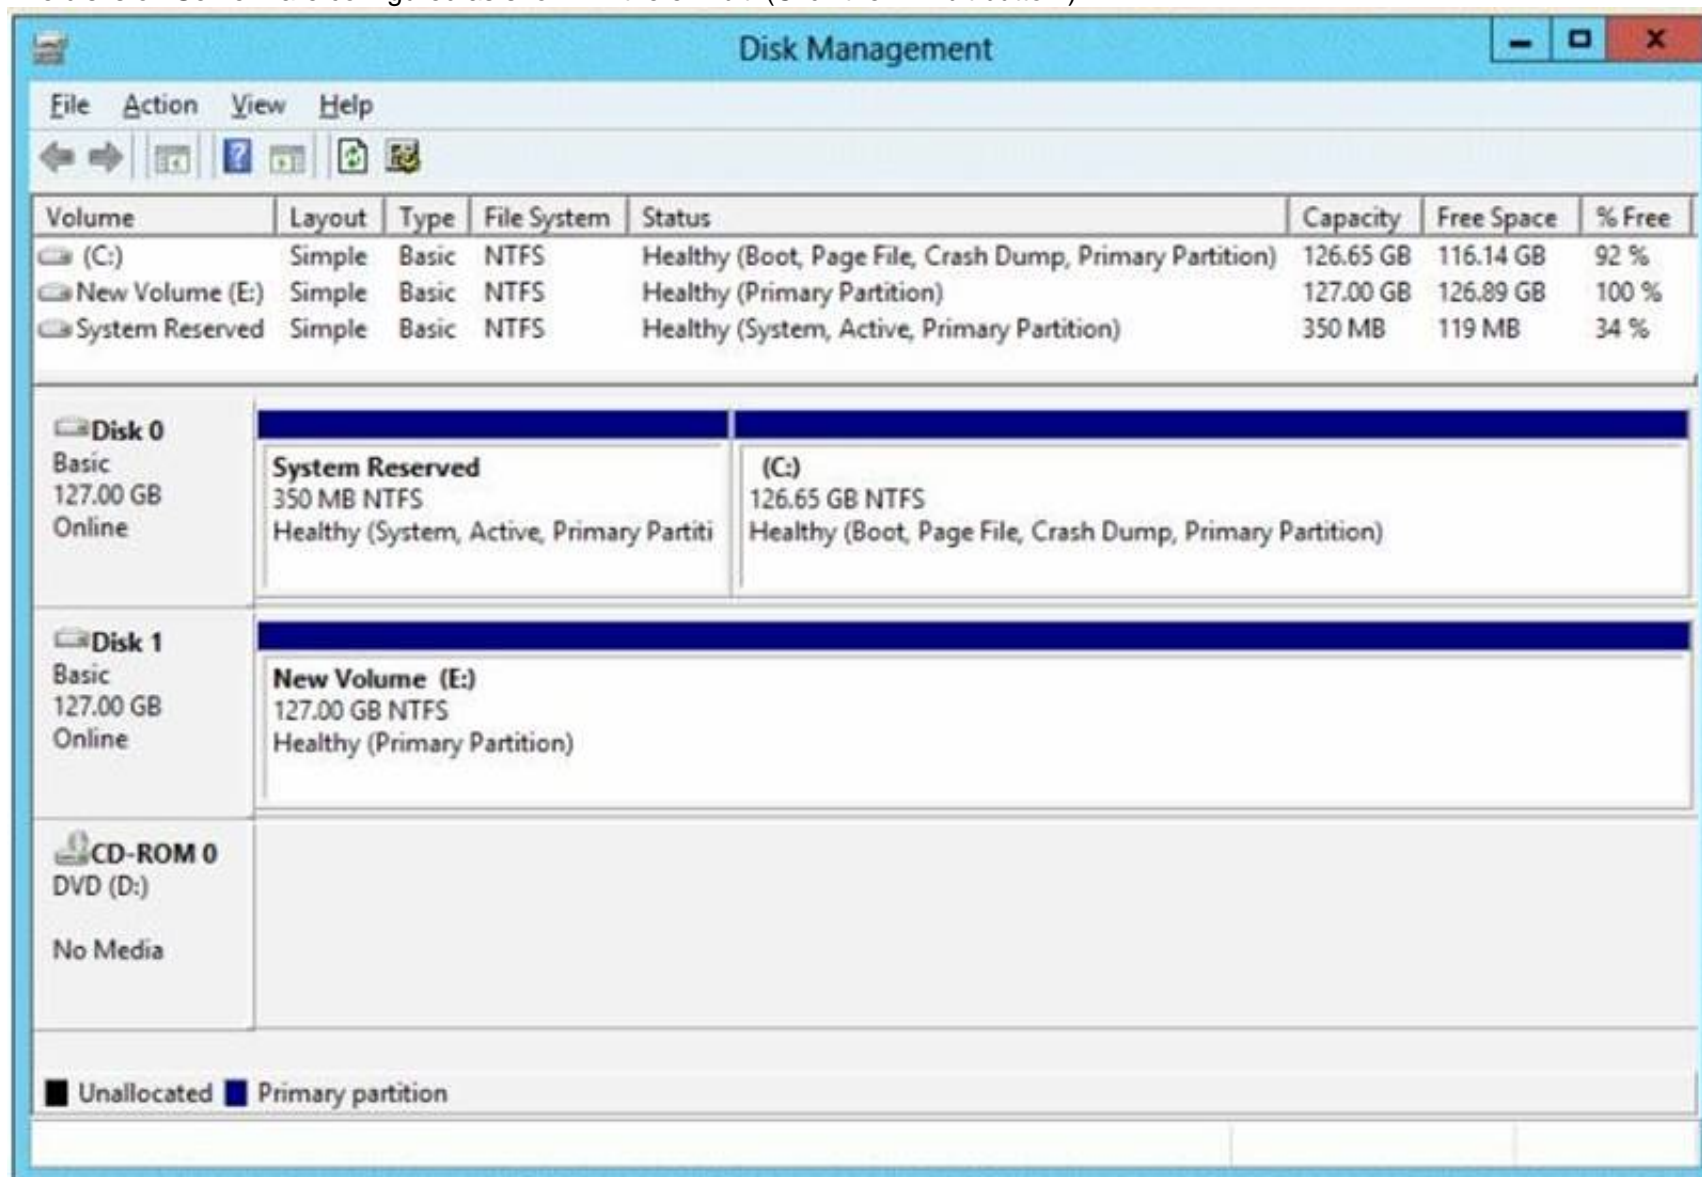 Disk Management
File Action View Help
Volume Layout Type File System Status Capacity Free Space % Free
(C:) Simple Basic NTFS Healthy (Boot, Page File, Crash Dump, Primary Partition) 126.65 GB 116.14 GB 92 %
New Volume (E:) Simple Basic NTFS Healthy (Primary Partition) 127.00 GB 126.89 GB 100 %
System Reserved Simple Basic NTFS Healthy (System, Active, Primary Partition) 350 MB 119 MB 34 %
Disk 0
Basic
127.00 GB
Online
System Reserved
350 MB NTFS
Healthy (System, Active, Primary Partiti
(C:)
126.65 GB NTFS
Healthy (Boot, Page File, Crash Dump, Primary Partition)
Disk 1
Basic
127.00 GB
Online
New Volume (E:)
127.00 GB NTFS
Healthy (Primary Partition)
CD-ROM 0
DVD (D:)
No Media
Unallocated Primary partition